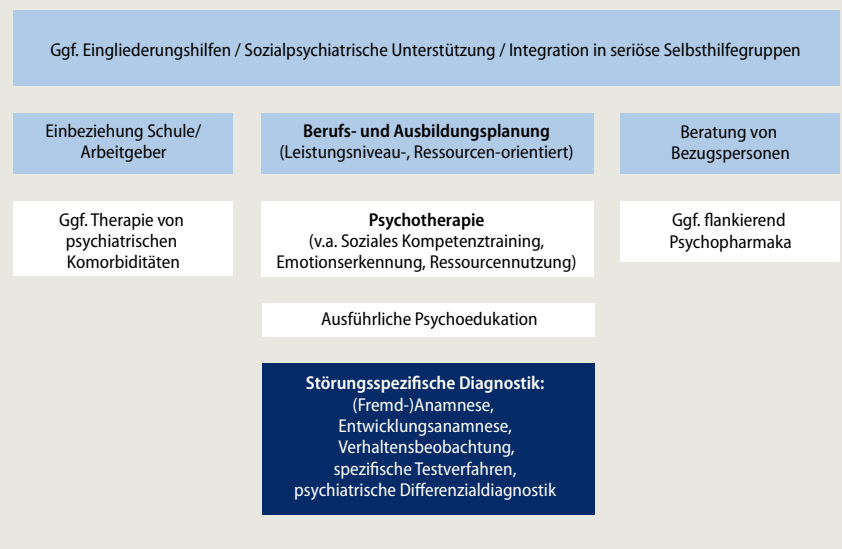 Ggf. Eingliederungshilfen / Sozialpsychiatrische Unterstützung / Integration in seriöse Selbsthilfegruppen
Einbeziehung Schule/
Arbeitgeber
Berufs- und Ausbildungsplanung
(Leistungsniveau-, Ressourcen-orientiert)
Beratung von
Bezugspersonen
Ggf. Therapie von
psychiatrischen
Komorbiditäten
Psychotherapie
(v.a. Soziales Kompetenztraining,
Emotionserkennung, Ressourcennutzung)
Ggf. flankierend
Psychopharmaka
Ausführliche Psychoedukation
Störungsspezifische Diagnostik:
(Fremd-)Anamnese,
Entwicklungsanamnese,
Verhaltensbeobachtung,
spezifische Testverfahren,
psychiatrische Differenzialdiagnostik